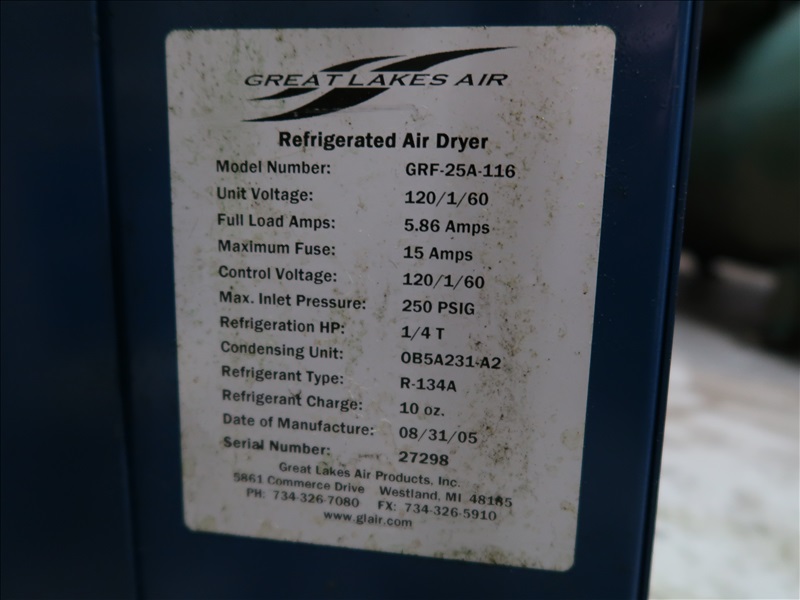 GREAT LAKES AIR
Refrigerated Air Dryer
Model Number: GRF-25A-116
Unit Voltage: 120/1/60
Full Load Amps: 5.86 Amps
Maximum Fuse: 15 Amps
Control Voltage: 120/1/60
Max. Inlet Pressure: 250 PSIG
Refrigeration HP: 1/4 T
Condensing Unit: OB5A231-A2
Refrigerant Type: R-134A
Refrigerant Charge: 10 oz.
Date of Manufacture: 08/31/05
Serial Number: 27298
Great Lakes Air Products, Inc.
5861 Commerce Drive Westland, MI 48185
PH: 734-326-7080 FX: 734-326-5910
www.glair.com